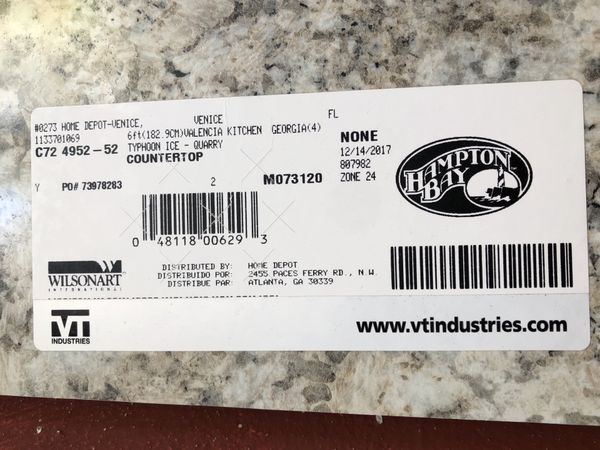 #0273 HOME DEPOT-VENICE, VENICE FL
1133701069 6ft(182.9CM)VALENCIA KITCHEN GEORGIA(4) NONE
C72 4952-52 TYPHOON ICE - QUARRY 12/14/2017
COUNTERTOP 807982
Y PO# 73978283 2 M073120 ZONE 24
HAMPTON BAY
0 48118 00629 3
WILSONART
INTERNATIONAL
DISTRIBUTED BY: HOME DEPOT
DISTRIBUIDO POR: 2455 PACES FERRY RD., N.W.
DISTRIBUE PAR: ATLANTA, GA 30339
VT
INDUSTRIES
www.vtindustries.com